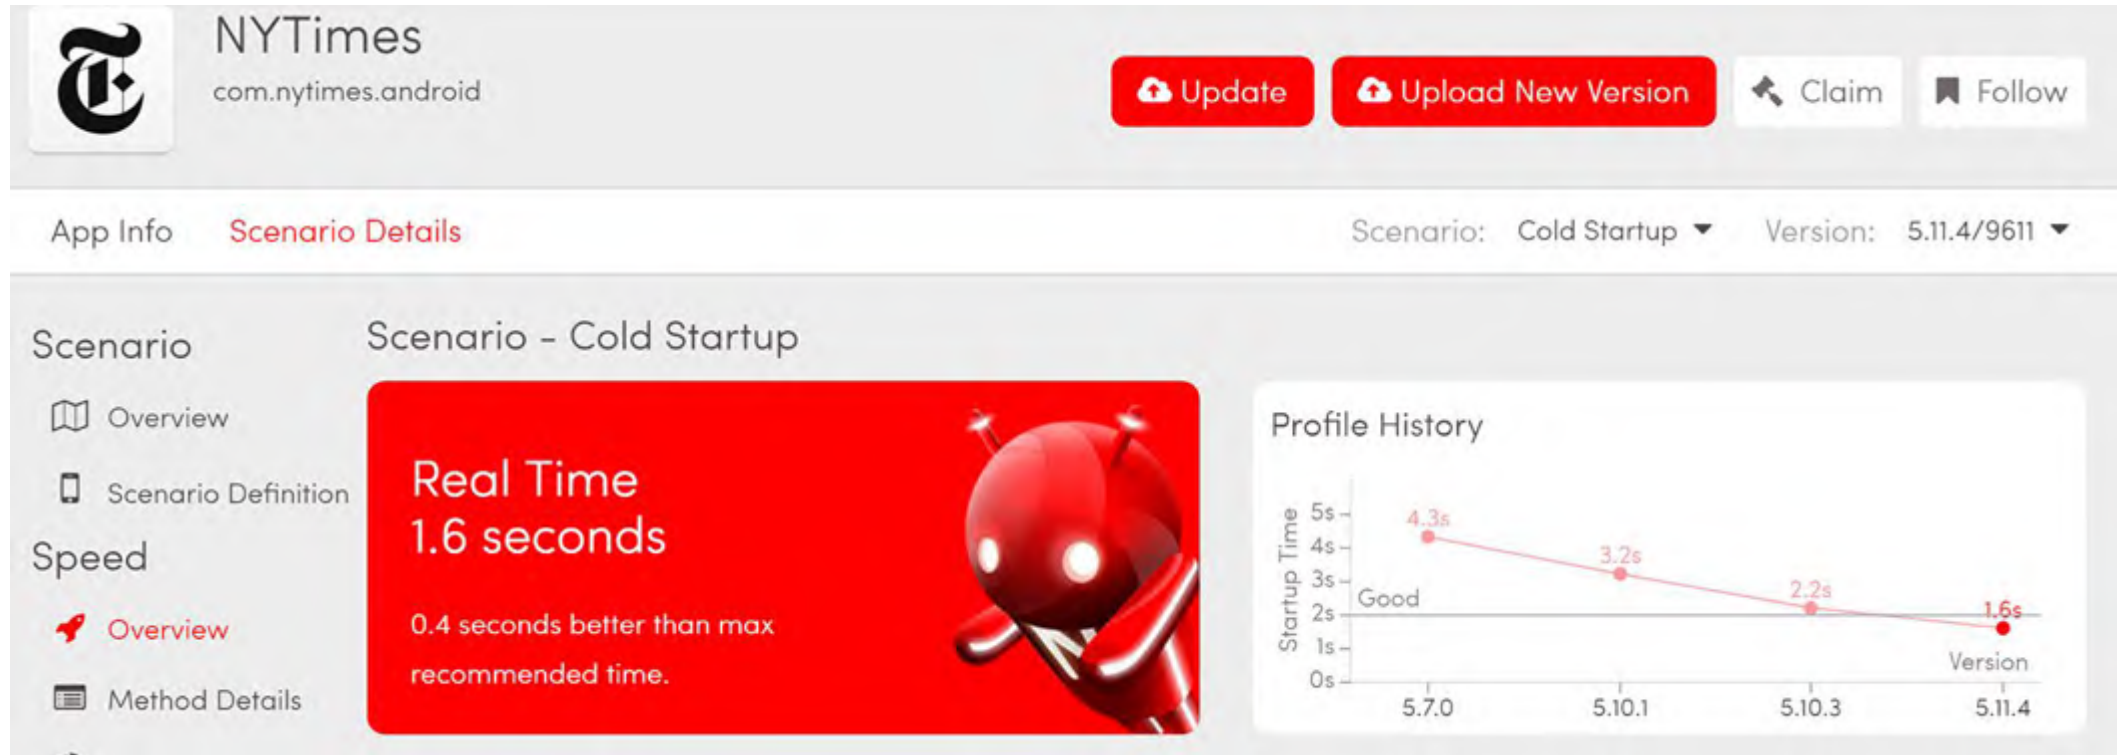 NYTimes
com.nytimes.android
Update
Upload New Version
Claim
Follow
App Info
Scenario Details
Scenario: Cold Startup
Version: 5.11.4/9611
Scenario
Overview
Scenario Definition
Speed
Overview
Method Details
Scenario - Cold Startup
Real Time
1.6 seconds
0.4 seconds better than max
recommended time.
Profile History
Startup Time
5s
4s
3s
2s
1s
0s
Good
4.3s
3.2s
2.2s
1.6s
Version
5.7.0
5.10.1
5.10.3
5.11.4